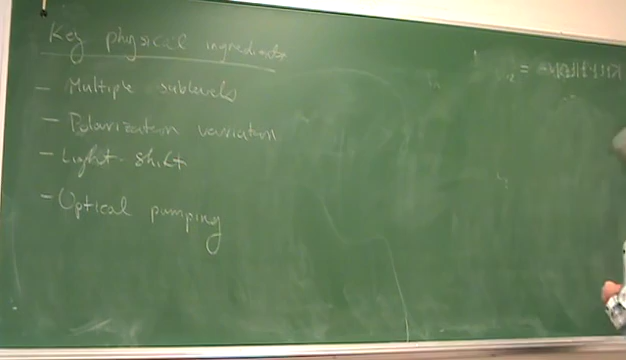 Key physical ingredients
- Multiple sublevels
- Polarization variation
- Light-shift
- Optical pumping